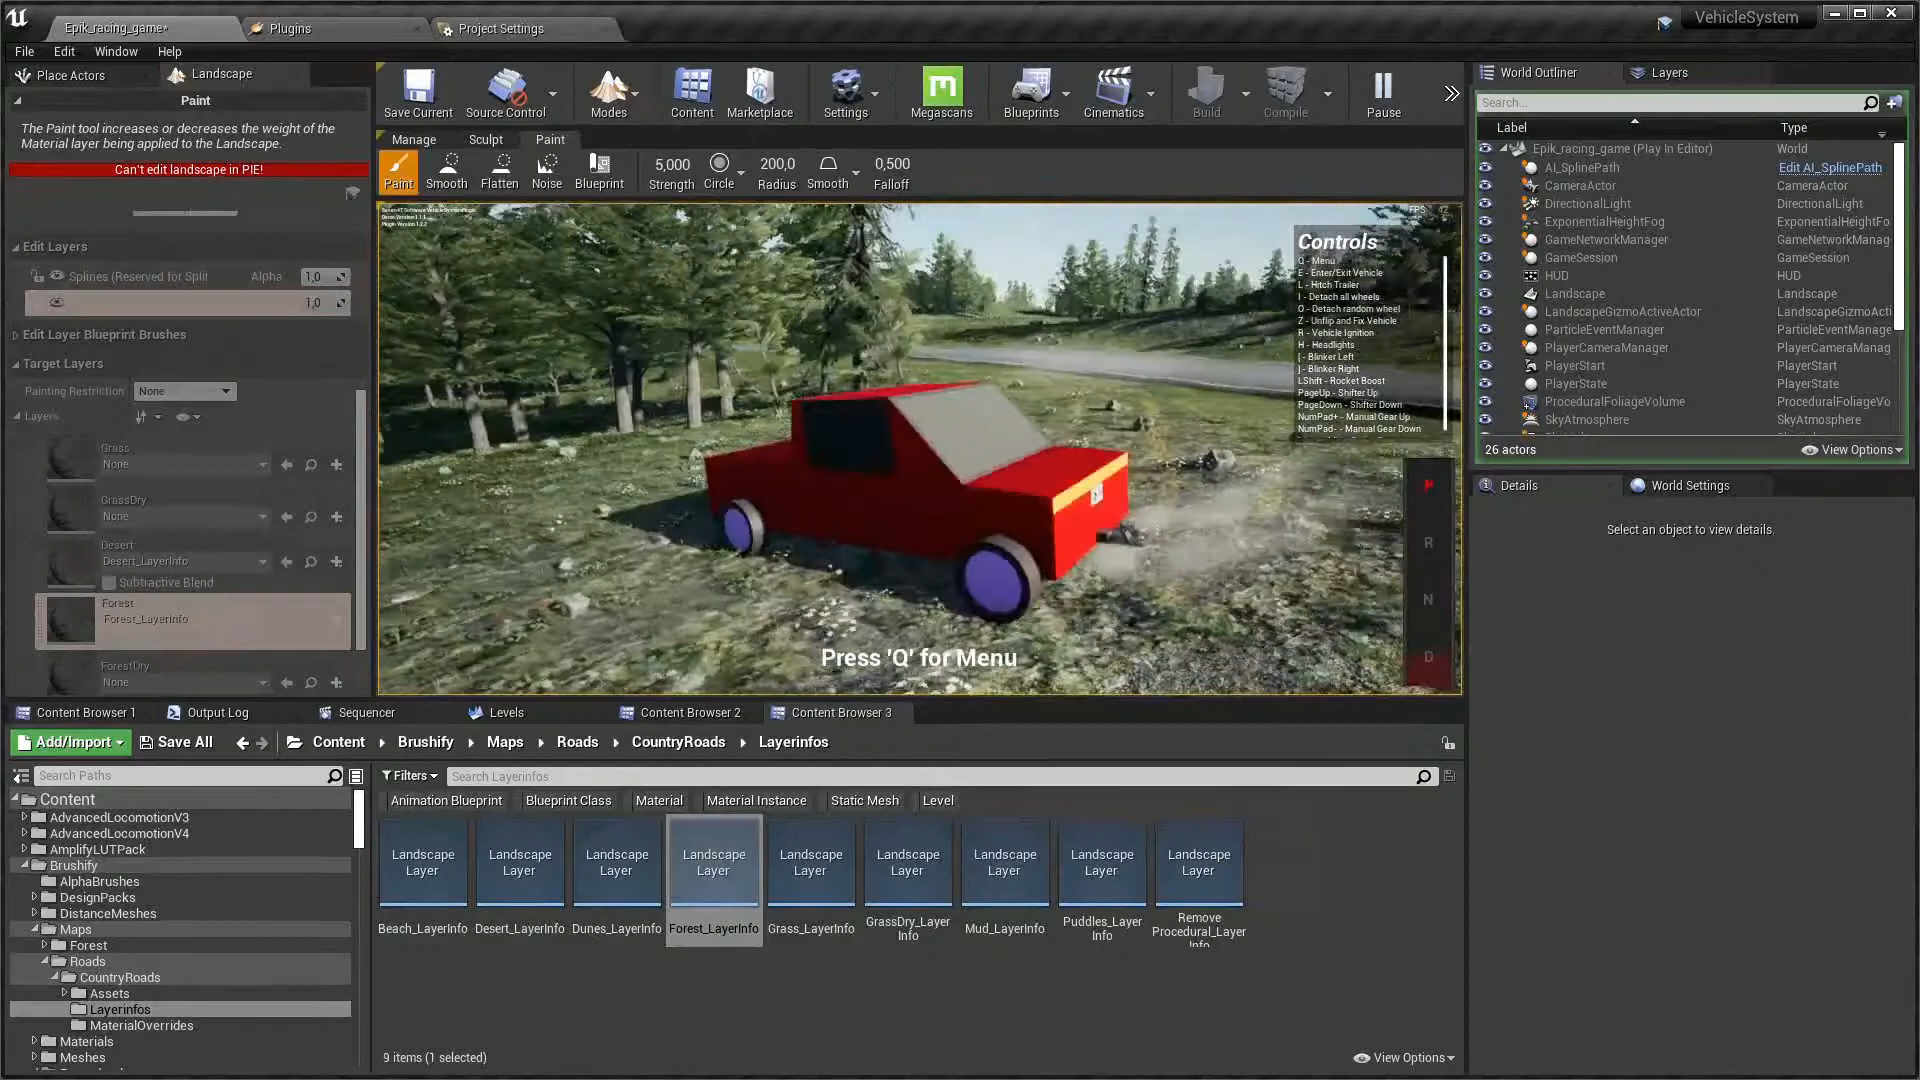 Epik_racing_game*
Plugins
Project Settings
VehicleSystem
File
Edit
Window
Help
Place Actors
Landscape
Paint
The Paint tool increases or decreases the weight of the
Material layer being applied to the Landscape.
Can't edit landscape in PIE!
Edit Layers
Splines (Reserved for Split
Alpha
1,0
1,0
Edit Layer Blueprint Brushes
Target Layers
Painting Restriction
None
Layers
Grass
None
GrassDry
None
Desert
Desert_LayerInfo
Subtractive Blend
Forest
Forest_LayerInfo
ForestDry
None
Save Current
Source Control
Modes
Content
Marketplace
Settings
Megascans
Blueprints
Cinematics
Build
Compile
Pause
Manage
Sculpt
Paint
Paint
Smooth
Flatten
Noise
Blueprint
5,000
Strength
Circle
200,0
Radius
Smooth
0,500
Falloff
FPS
Controls
Q - Menu
E - Enter/Exit Vehicle
L - Hitch Trailer
I - Detach all wheels
O - Detach random wheel
Z - Unflip and Fix Vehicle
R - Vehicle Ignition
H - Headlights
[ - Blinker Left
] - Blinker Right
LShift - Rocket Boost
PageUp - Shifter Up
PageDown - Shifter Down
NumPad+ - Manual Gear Up
NumPad- - Manual Gear Down
P
R
N
D
Press 'Q' for Menu
World Outliner
Layers
Search...
Label
Type
Epik_racing_game (Play In Editor)
World
AI_SplinePath
Edit AI_SplinePath
CameraActor
CameraActor
DirectionalLight
DirectionalLight
ExponentialHeightFog
ExponentialHeightFo
GameNetworkManager
GameNetworkManag
GameSession
GameSession
HUD
HUD
Landscape
Landscape
LandscapeGizmoActiveActor
LandscapeGizmoActi
ParticleEventManager
ParticleEventManage
PlayerCameraManager
PlayerCameraManag
PlayerStart
PlayerStart
PlayerState
PlayerState
ProceduralFoliageVolume
ProceduralFoliageVo
SkyAtmosphere
SkyAtmosphere
26 actors
View Options
Details
World Settings
Select an object to view details.
Content Browser 1
Output Log
Sequencer
Levels
Content Browser 2
Content Browser 3
Add/Import
Save All
Content
Brushify
Maps
Roads
CountryRoads
Layerinfos
Search Paths
Filters
Search Layerinfos
Animation Blueprint
Blueprint Class
Material
Material Instance
Static Mesh
Level
Content
AdvancedLocomotionV3
AdvancedLocomotionV4
AmplifyLUTPack
Brushify
AlphaBrushes
DesignPacks
DistanceMeshes
Maps
Forest
Roads
CountryRoads
Assets
Layerinfos
MaterialOverrides
Materials
Meshes
Landscape
Layer
Landscape
Layer
Landscape
Layer
Landscape
Layer
Landscape
Layer
Landscape
Layer
Landscape
Layer
Landscape
Layer
Landscape
Layer
Beach_LayerInfo
Desert_LayerInfo
Dunes_LayerInfo
Forest_LayerInfo
Grass_LayerInfo
GrassDry_Layer
Info
Mud_LayerInfo
Puddles_Layer
Info
Remove
Procedural_Layer
Info
9 items (1 selected)
View Options